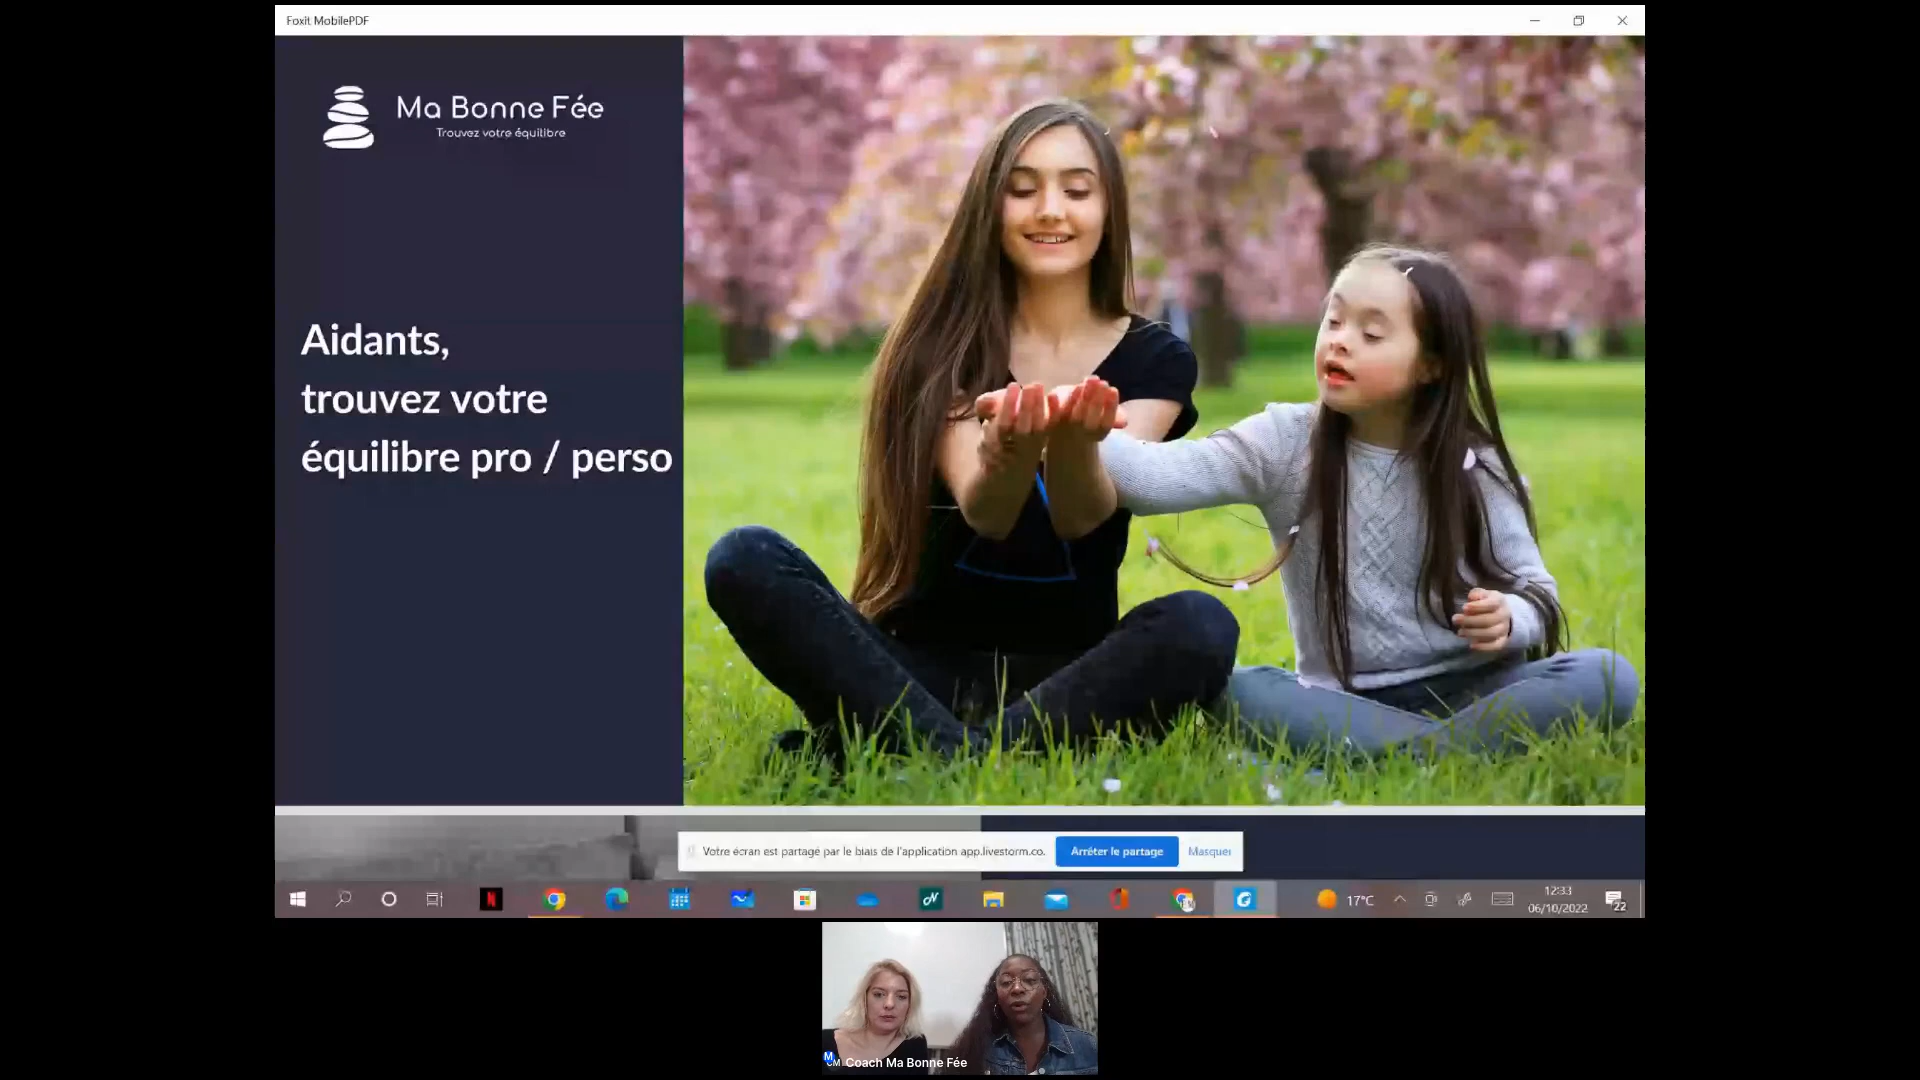 Foxit MobilePDF
Ma Bonne Fée
Trouvez votre équilibre
Aidants,
trouvez votre
équilibre pro / perso
Votre écran est partagé par le biais de l'application app.livestorm.co.
Arrêter le partage
Masquer
17°C
12:33
06/10/2022
22
M
CM Coach Ma Bonne Fée